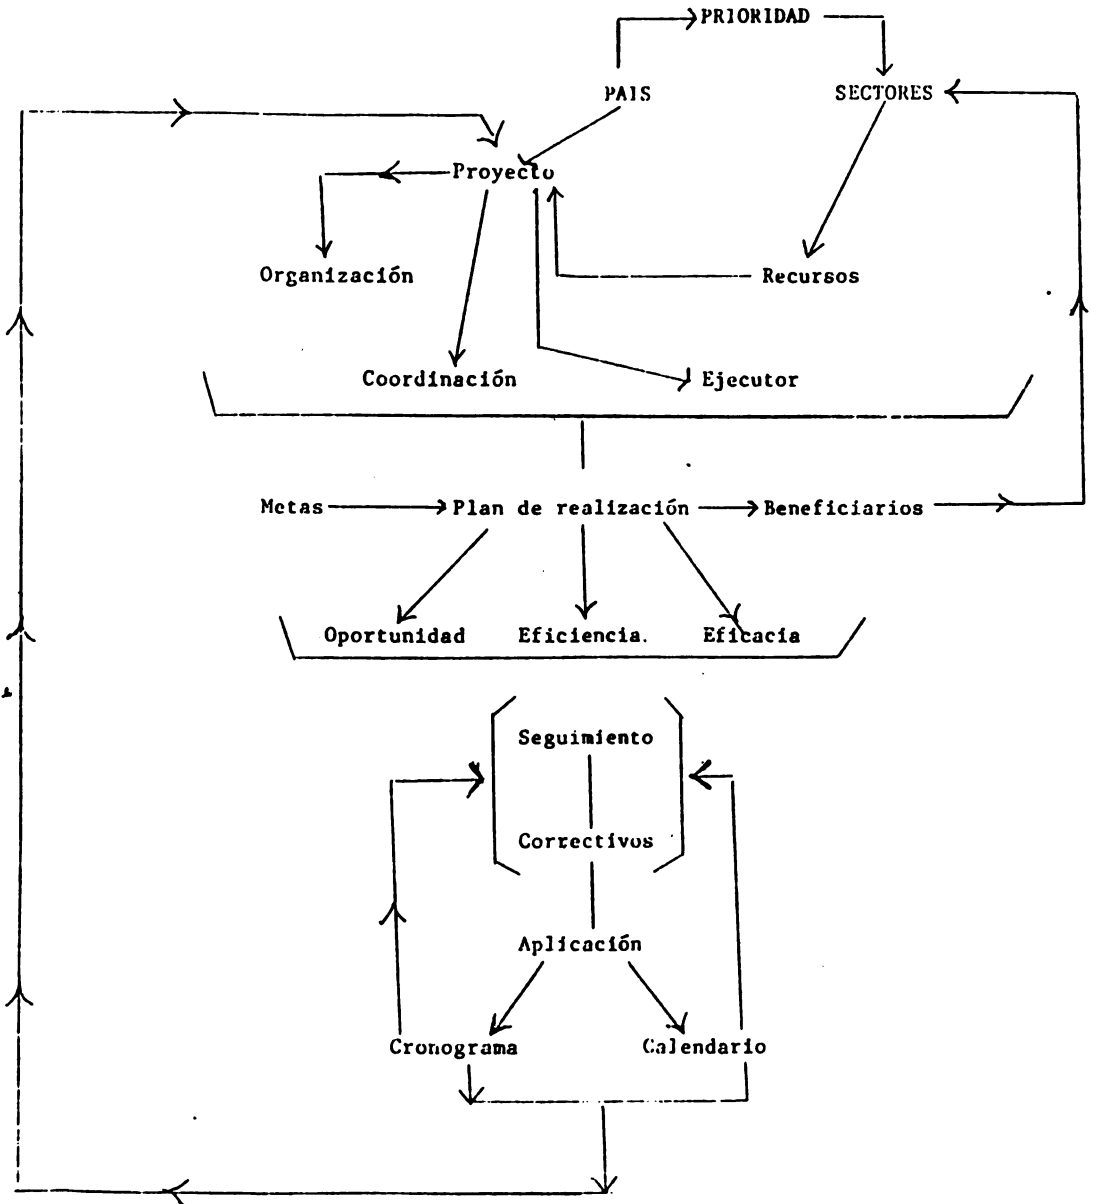 PRIORIDAD
PAIS SECTORES
Proyecto
Organización Recursos
Coordinación Ejecutor
Metas Plan de realización Beneficiarios
Oportunidad Eficiencia. Eficacia
Seguimiento
Correctivos
Aplicación
Cronograma Calendario